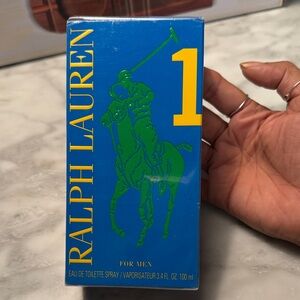 RALPH LAUREN
1
FOR MEN
EAU DE TOILETTE SPRAY / VAPORISATEUR 3.4 FL. OZ. 100 ml